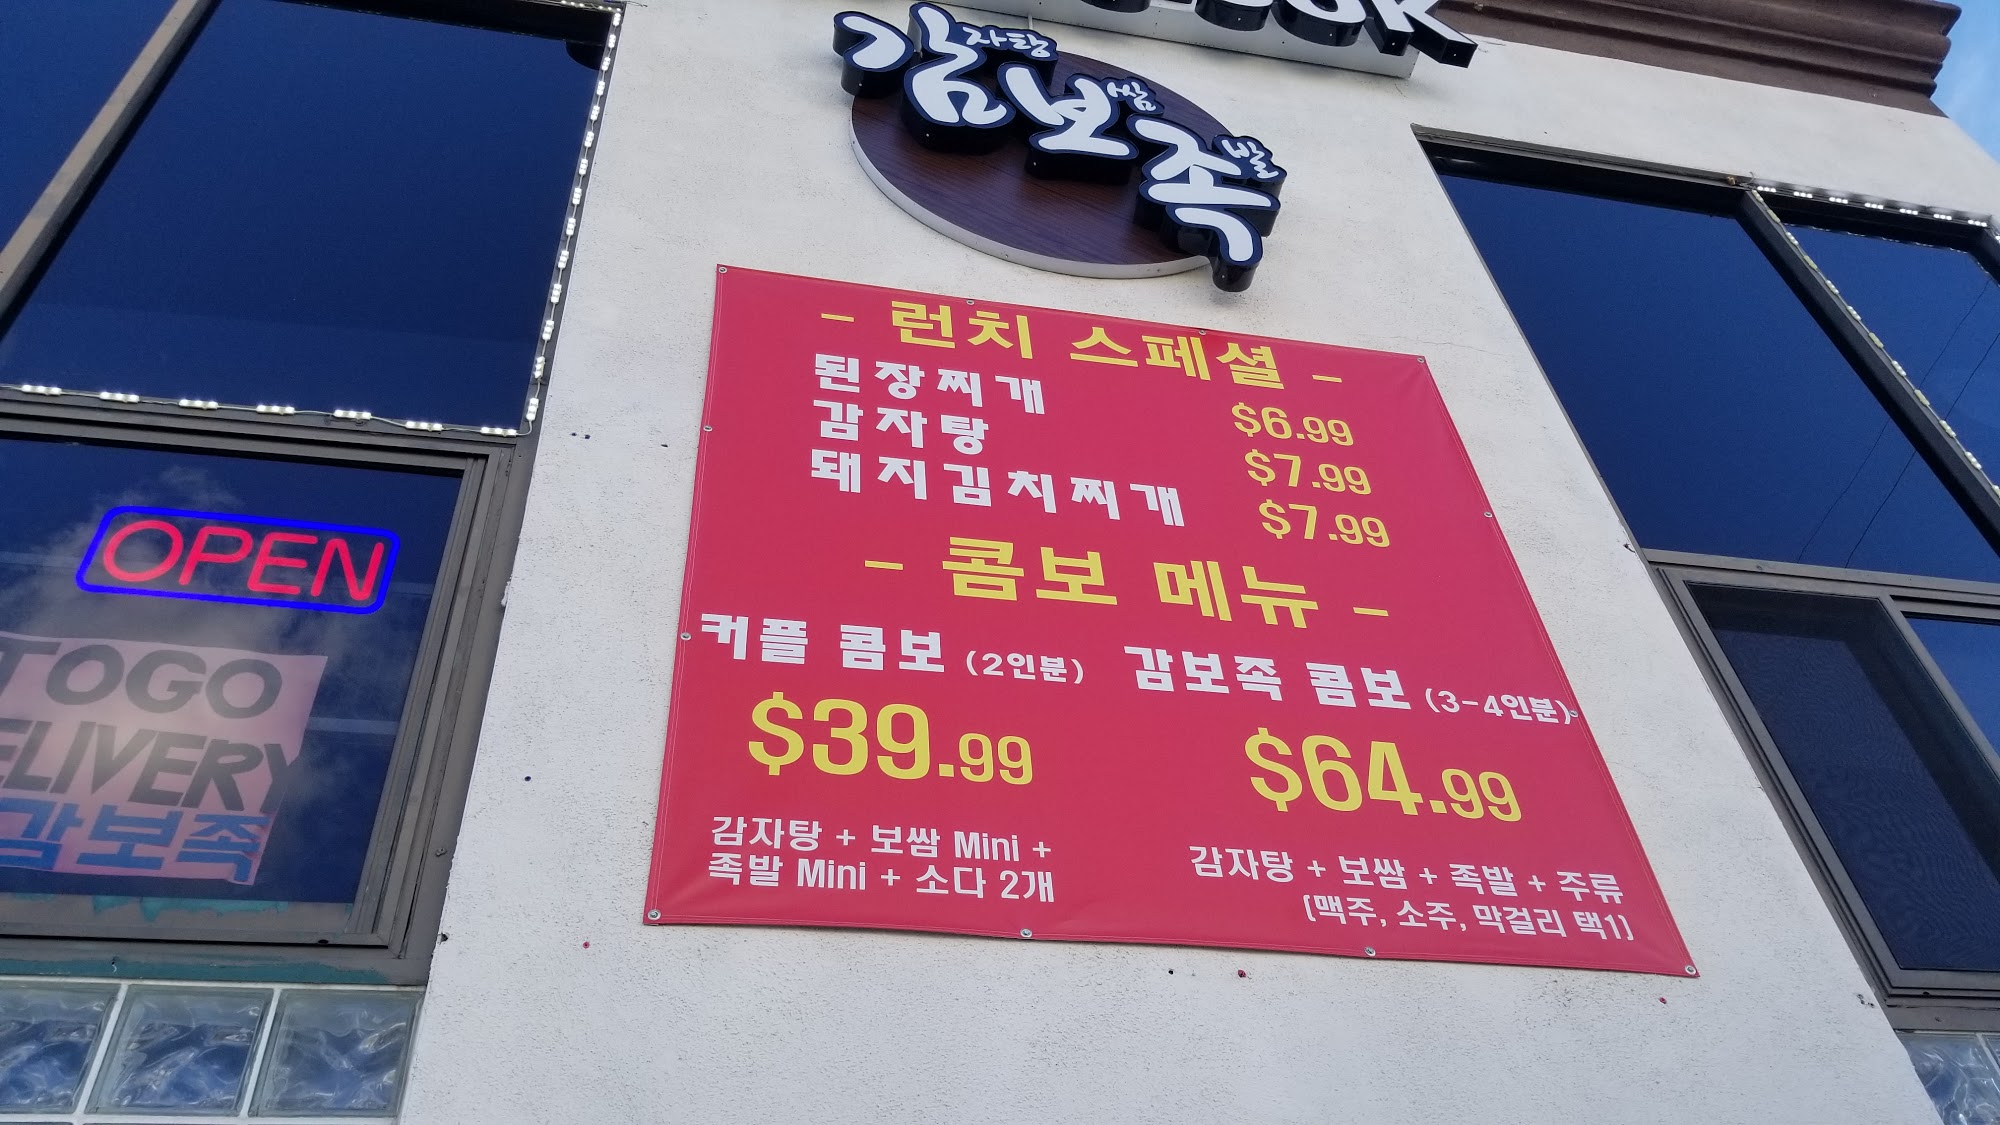 감자탕
보쌈
족발
- 런치 스페셜 -
된장찌개 $6.99
감자탕 $7.99
돼지김치찌개 $7.99
- 콤보 메뉴 -
커플 콤보 (2인분)
$39.99
감자탕 + 보쌈 Mini +
족발 Mini + 소다 2개
감보족 콤보 (3-4인분)
$64.99
감자탕 + 보쌈 + 족발 + 주류
(맥주, 소주, 막걸리 택1)
OPEN
TOGO
ELIVERY
감보족